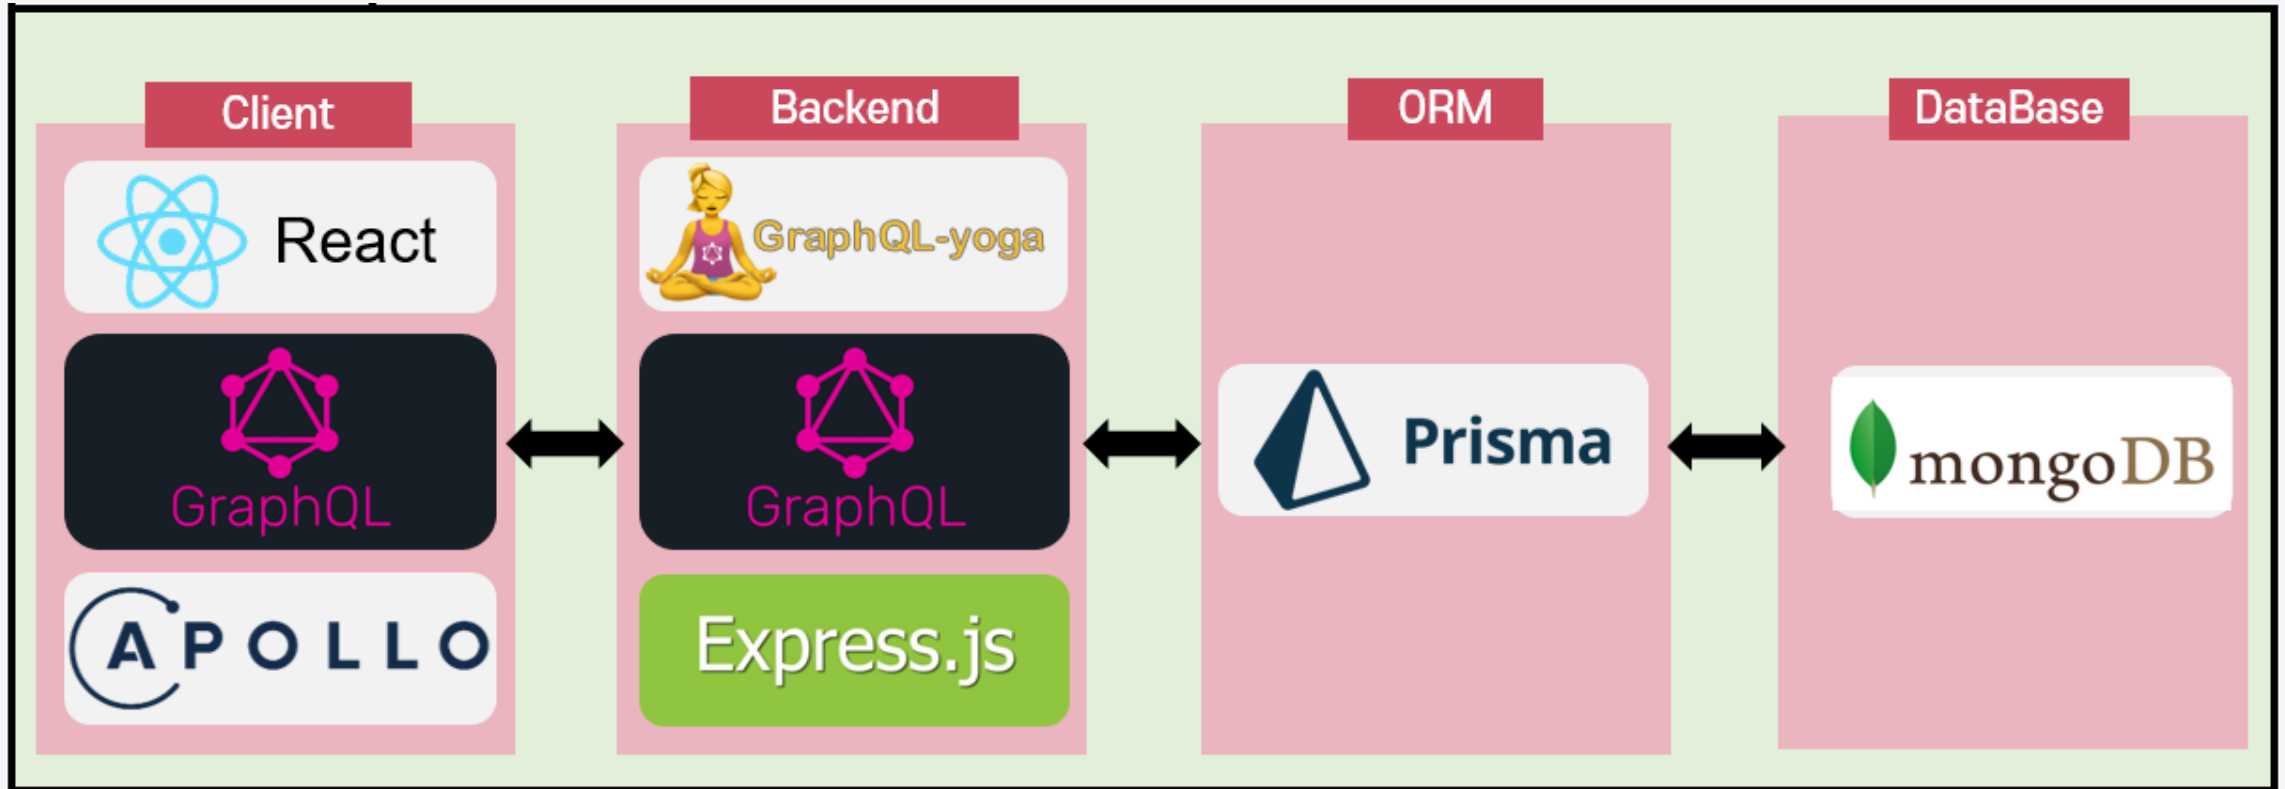 Client
React
GraphQL
APOLLO
Backend
GraphQL-yoga
GraphQL
Express.js
ORM
Prisma
DataBase
mongoDB